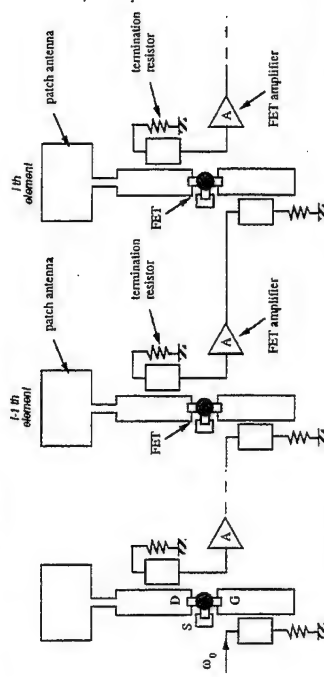 patch antenna
I th
element
termination
resistor
FET
A
FET amplifier
patch antenna
I-1 th
element
termination
resistor
FET
A
FET amplifier
D
S
G
A
ω₀